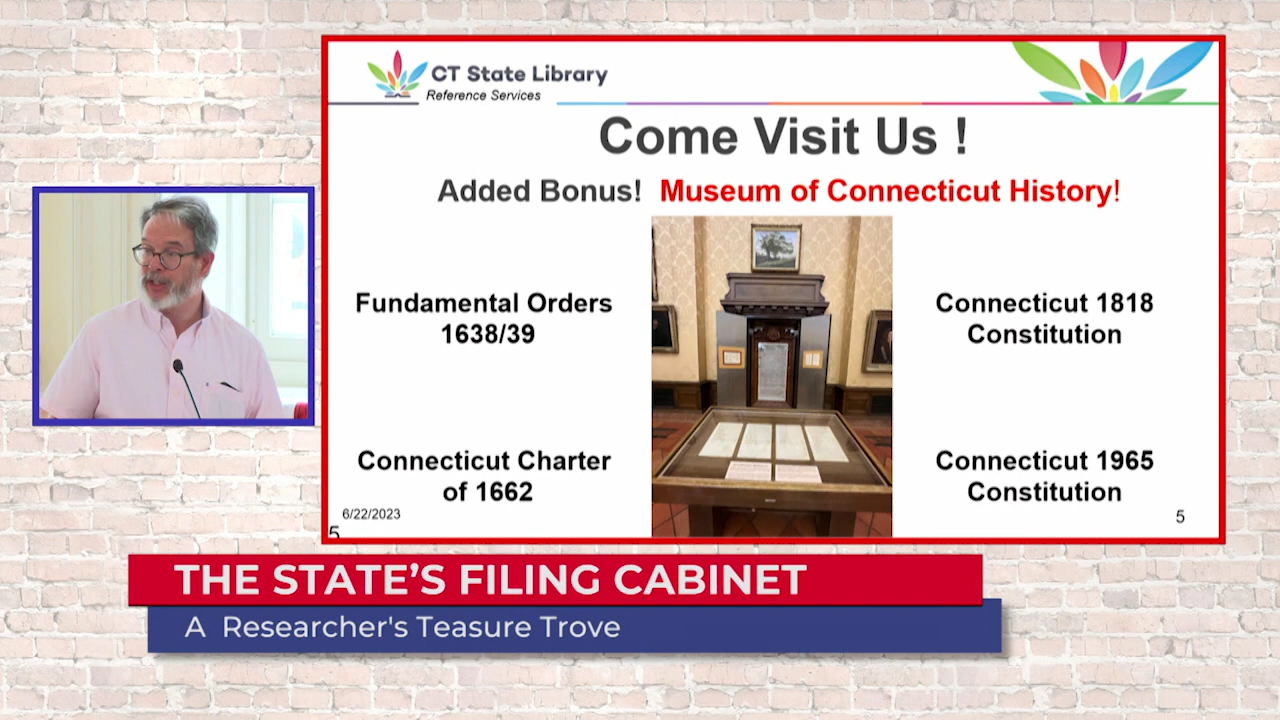 CT State Library
Reference Services
Come Visit Us !
Added Bonus! Museum of Connecticut History!
Fundamental Orders
1638/39
Connecticut 1818
Constitution
Connecticut Charter
of 1662
Connecticut 1965
Constitution
6/22/2023
5
5
THE STATE’S FILING CABINET
A Researcher's Teasure Trove